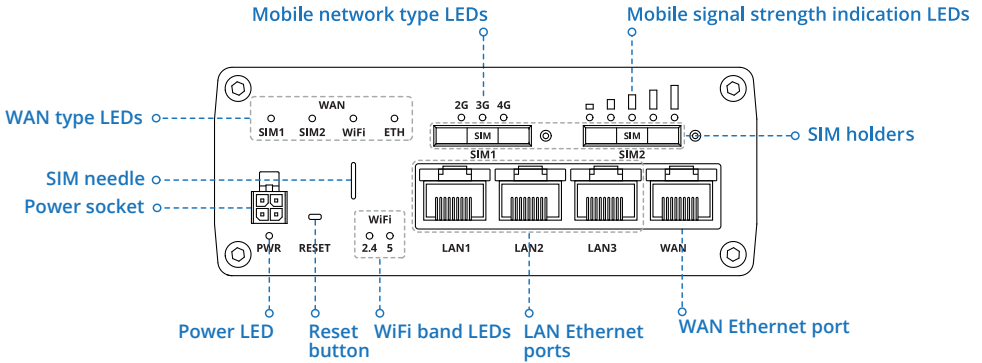 Mobile network type LEDs
Mobile signal strength indication LEDs
WAN
2G 3G 4G
WAN type LEDs
SIM1 SIM2 WiFi ETH
SIM
SIM
SIM holders
SIM1
SIM2
SIM needle
Power socket
WiFi
2.4 5
PWR
RESET
LAN1
LAN2
LAN3
WAN
Power LED
Reset
button
WiFi band LEDs
LAN Ethernet
ports
WAN Ethernet port